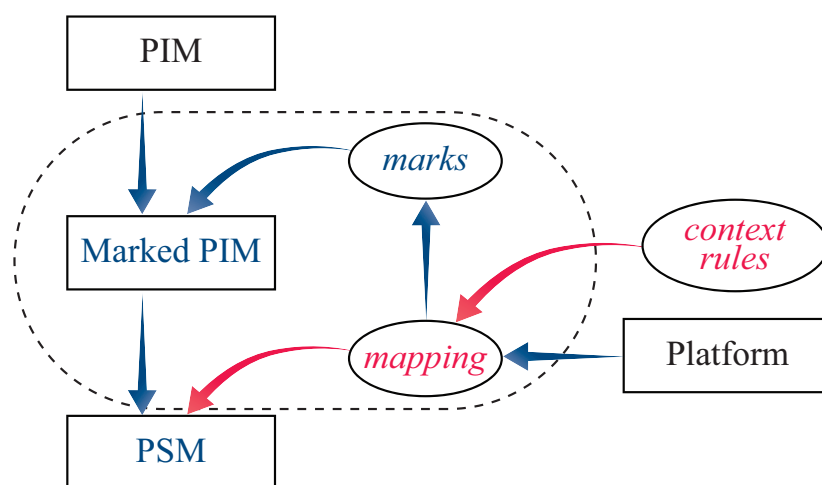 PIM
marks
Marked PIM
context
rules
mapping
Platform
PSM